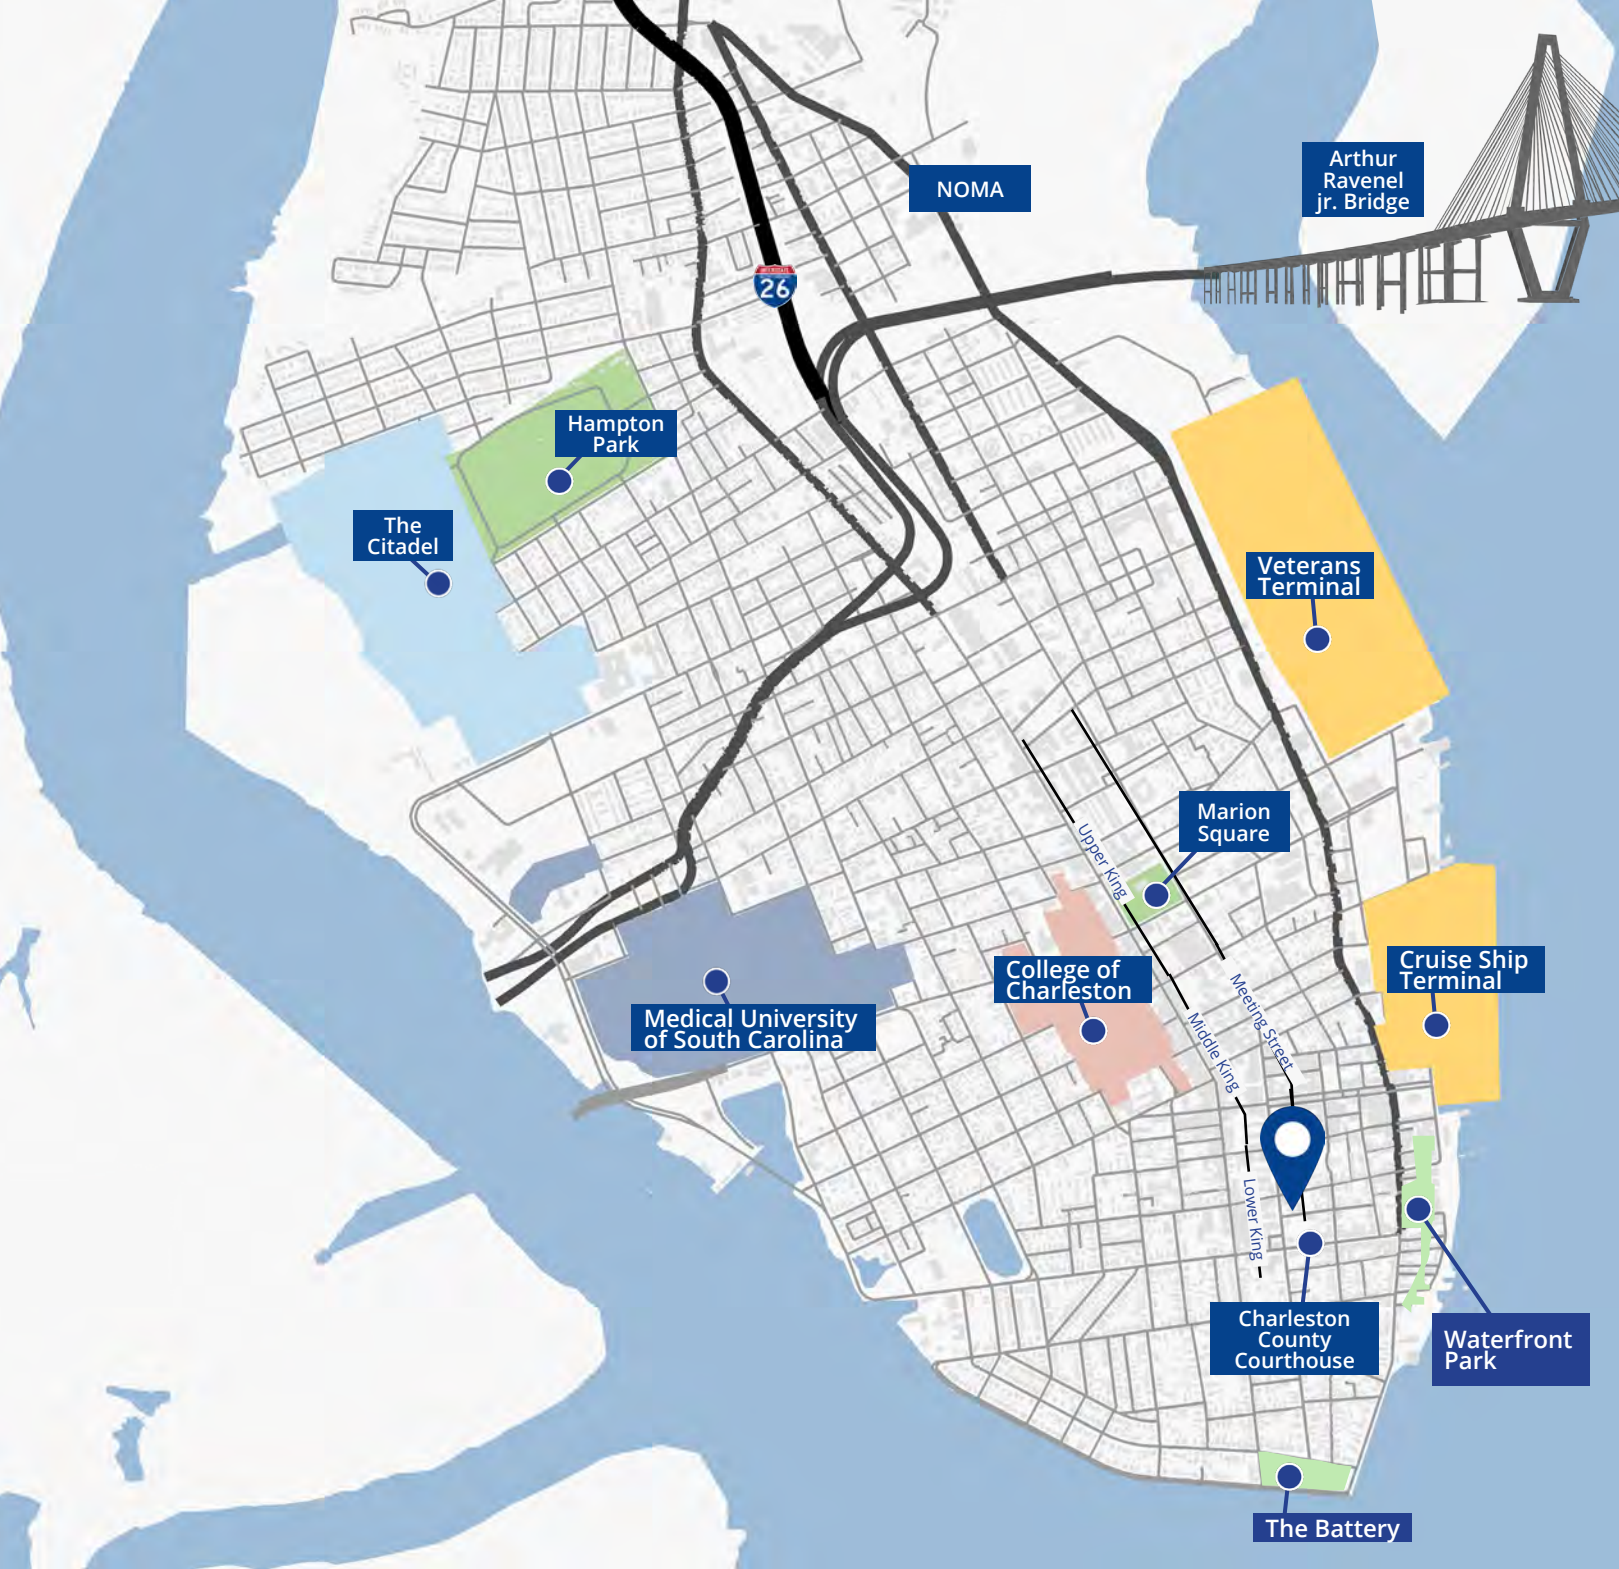 Arthur
Ravenel
jr. Bridge
NOMA
INTERSTATE
26
Hampton
Park
The
Citadel
Veterans
Terminal
Marion
Square
Upper King
College of
Charleston
Cruise Ship
Terminal
Medical University
of South Carolina
Meeting Street
Middle King
Lower King
Charleston
County
Courthouse
Waterfront
Park
The Battery